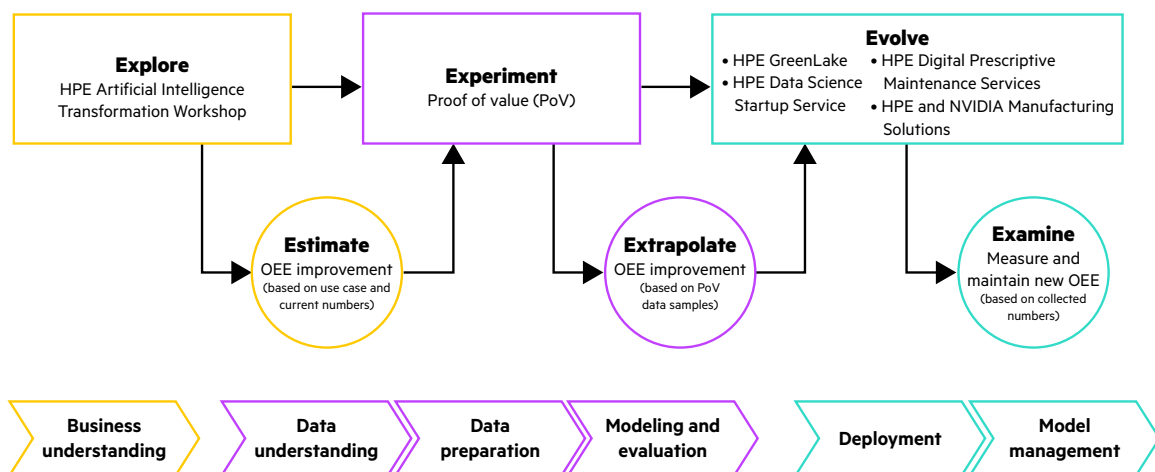 Explore
HPE Artificial Intelligence
Transformation Workshop
Experiment
Proof of value (PoV)
Evolve
• HPE GreenLake
• HPE Data Science
Startup Service
• HPE Digital Prescriptive
Maintenance Services
• HPE and NVIDIA Manufacturing
Solutions
Estimate
OEE improvement
(based on use case and
current numbers)
Extrapolate
OEE improvement
(based on PoV
data samples)
Examine
Measure and
maintain new OEE
(based on collected
numbers)
Business
understanding
Data
understanding
Data
preparation
Modeling and
evaluation
Deployment
Model
management